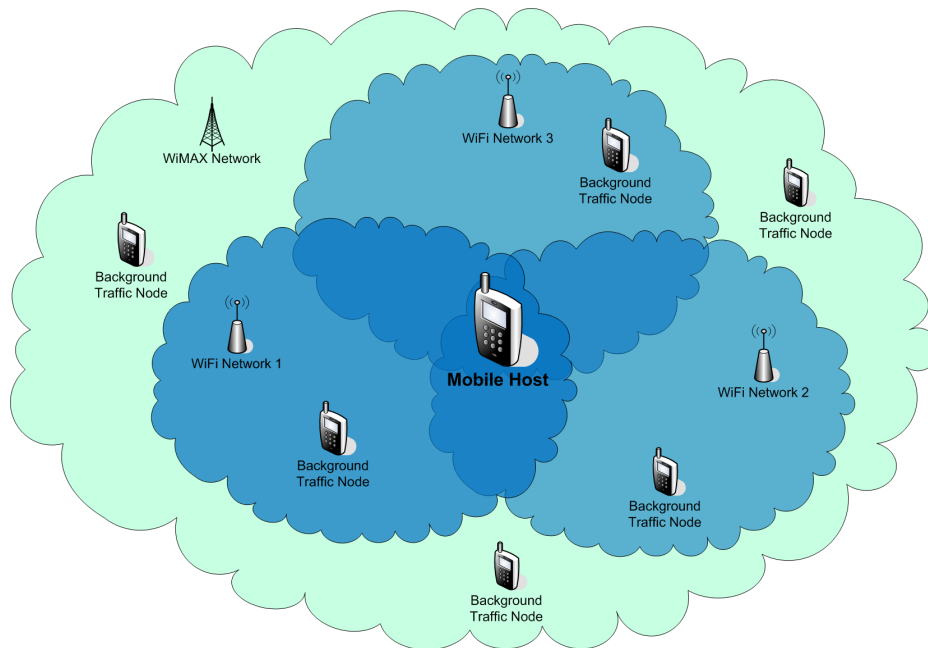 WiFi Network 3
WiMAX Network
Background
Traffic Node
Background
Traffic Node
Background
Traffic Node
WiFi Network 1
Mobile Host
WiFi Network 2
Background
Traffic Node
Background
Traffic Node
Background
Traffic Node